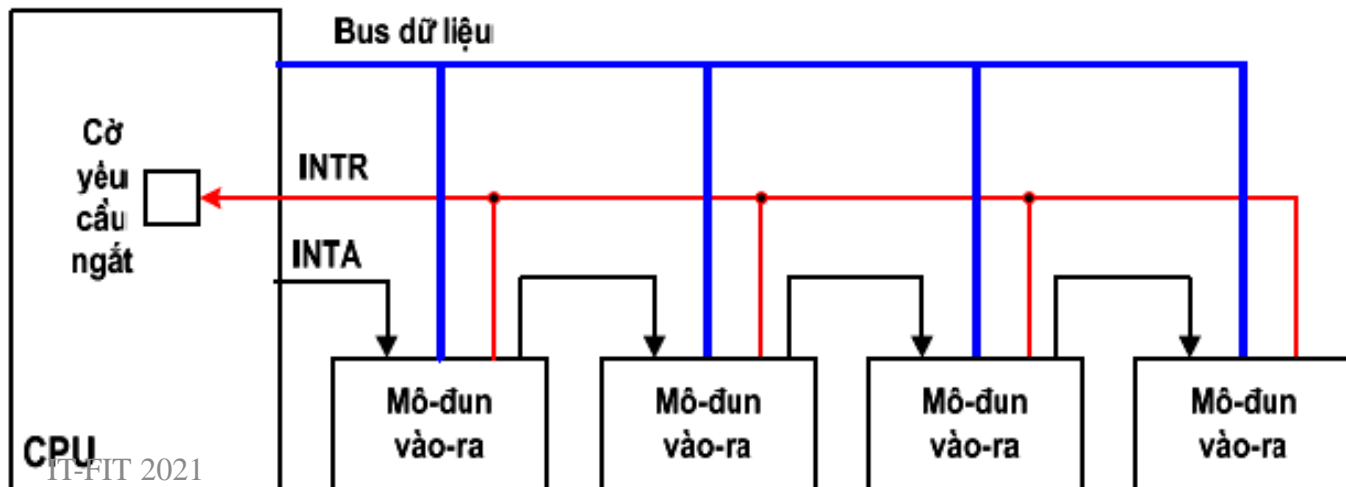 Bus dữ liệu
Cờ
yêu
cầu
ngắt
INTR
INTA
Mô-đun
vào-ra
Mô-đun
vào-ra
Mô-đun
vào-ra
Mô-đun
vào-ra
CPU
IT-FIT 2021